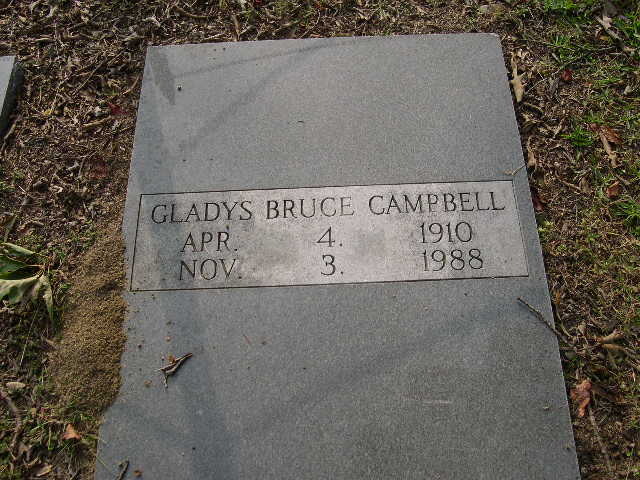 GLADYS BRUCE CAMPBELL
APR. 4. 1910
NOV. 3. 1988